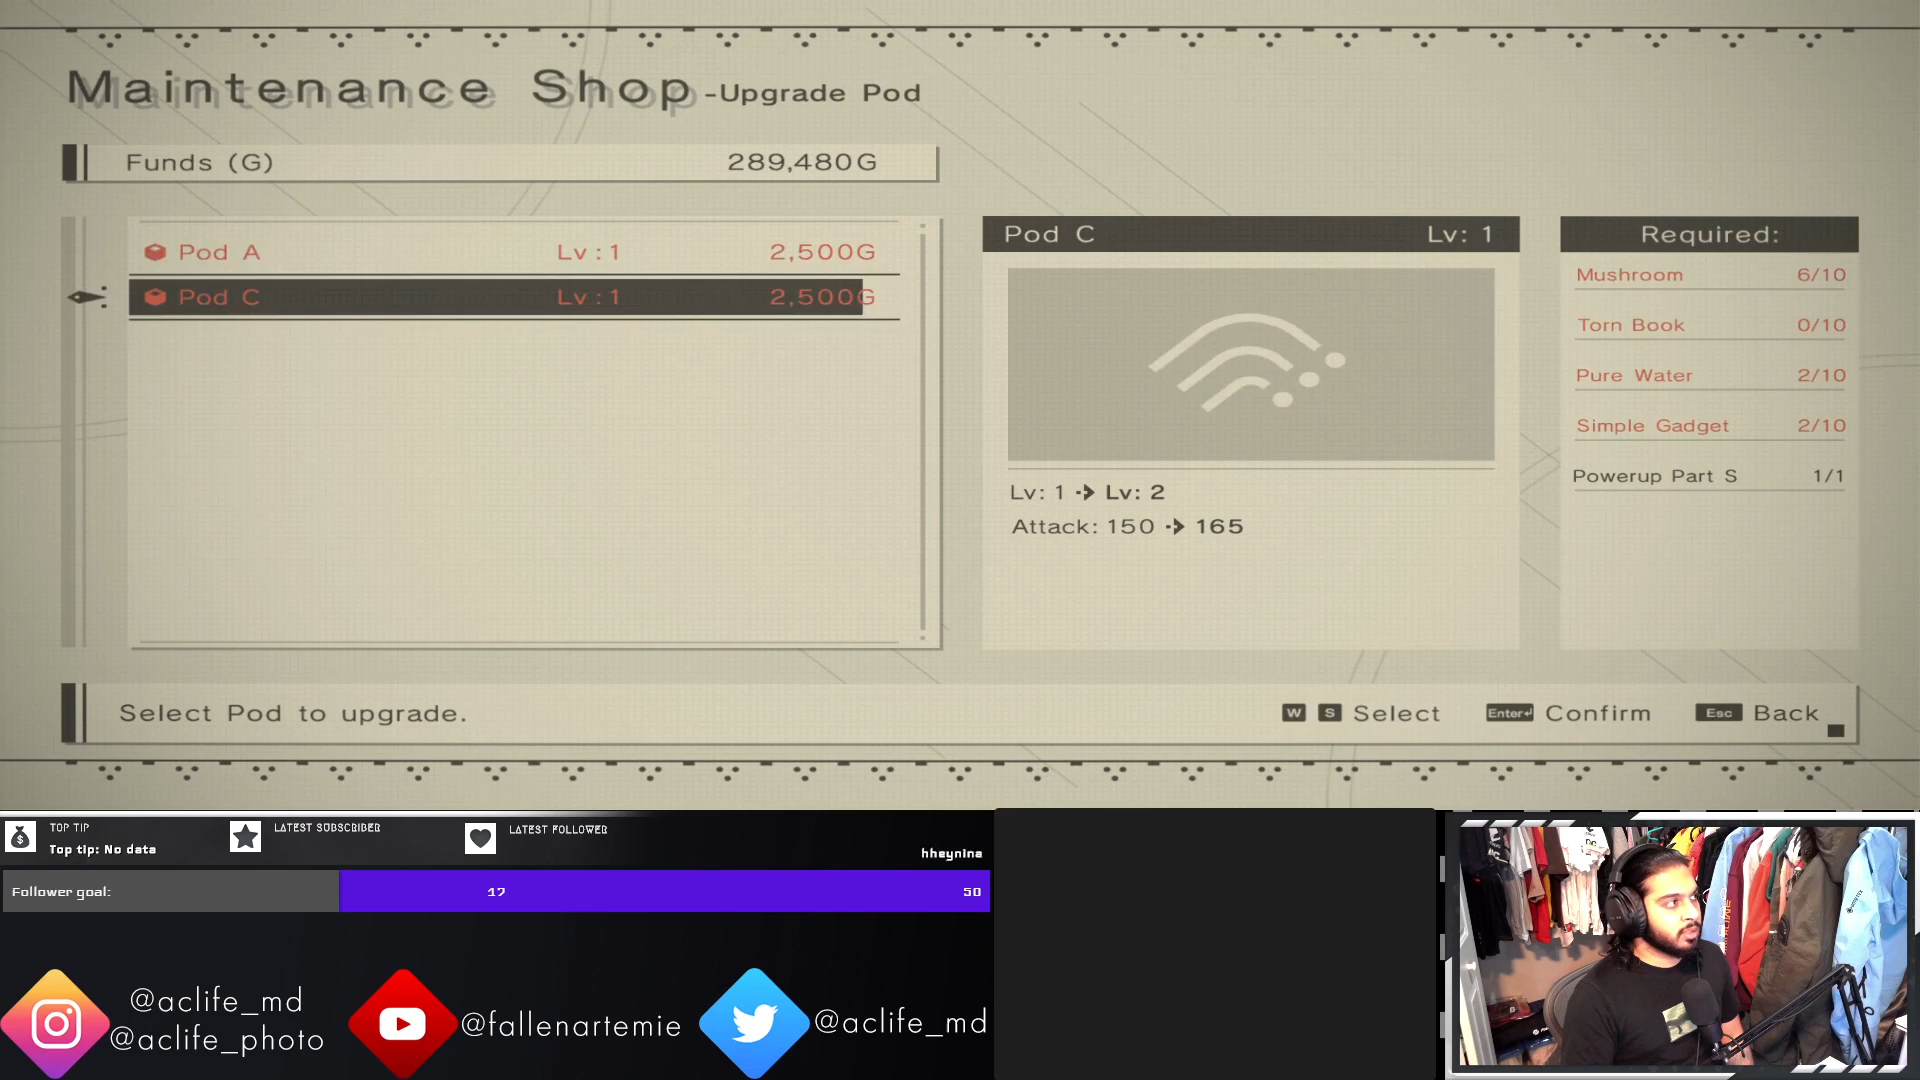 Maintenance Shop -Upgrade Pod
Funds (G) 289,480G
Pod A Lv:1 2,500G
Pod C Lv:1 2,500G
Pod C Lv: 1
Lv: 1 Lv: 2
Attack: 150 165
Required:
Mushroom 6/10
Torn Book 0/10
Pure Water 2/10
Simple Gadget 2/10
Powerup Part S 1/1
Select Pod to upgrade.
W S Select Enter Confirm Esc Back
TOP TIP
Top tip: No data
LATEST SUBSCRIBER
LATEST FOLLOWER
hheynina
Follower goal: 17 50
@aclife_md
@aclife_photo
@fallenartemie
@aclife_md